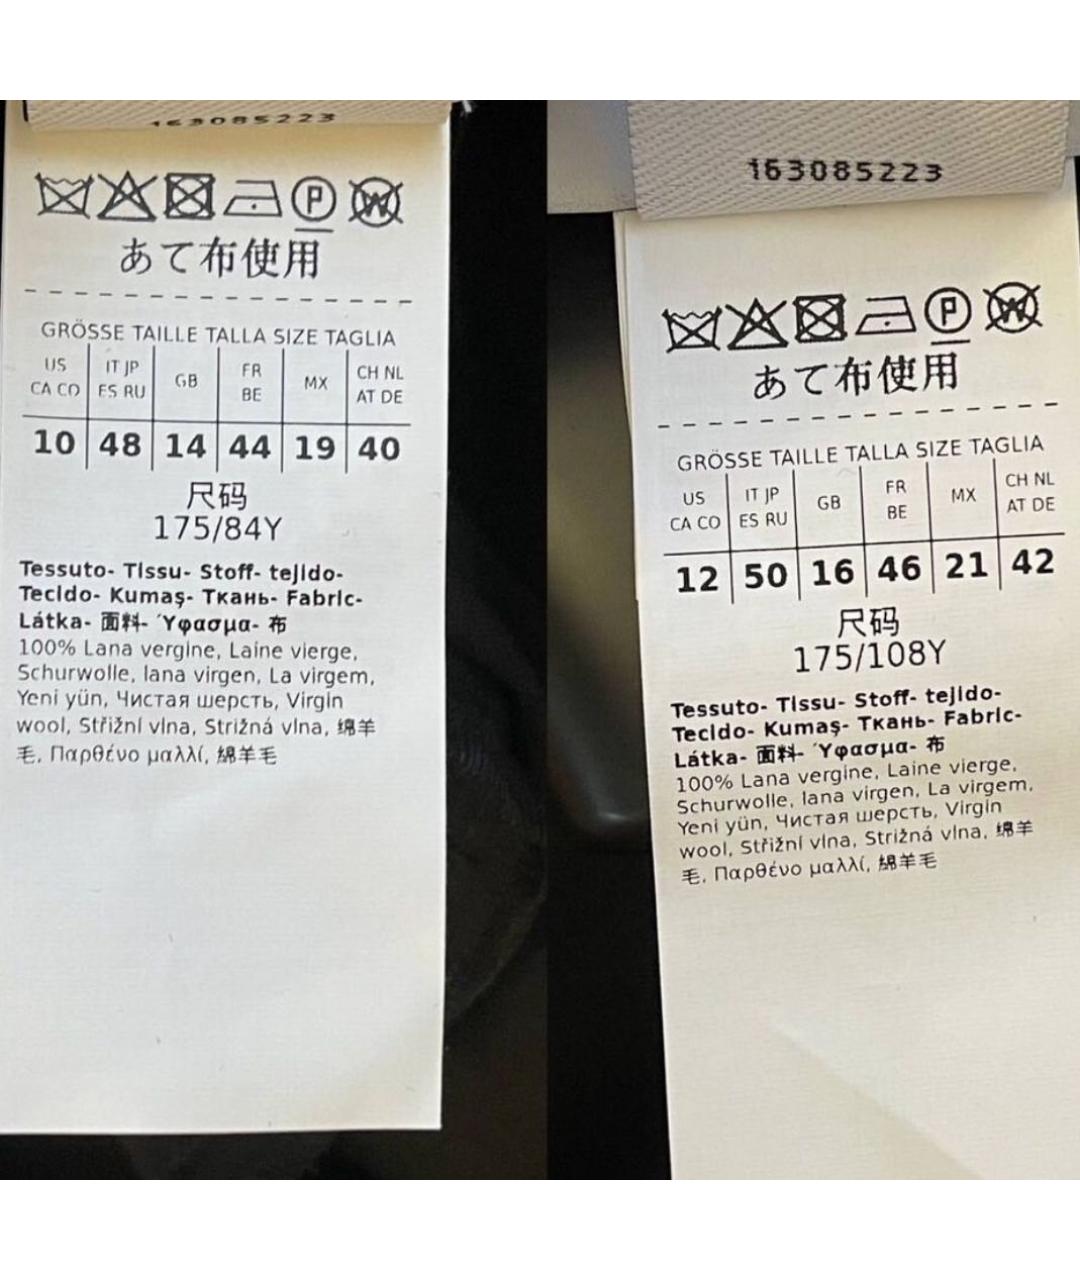 163085223
あて布使用
GRÖSSE TAILLE TALLA SIZE TAGLIA
US IT JP GB FR MX CH NL
CA CO ES RU BE AT DE
10 48 14 44 19 40
尺码
175/84Y
Tessuto- Tissu- Stoff- tejido-
Tecido- Kumaş- Ткань- Fabric-
Látka- 面料- Ύφασμα- 布
100% Lana vergine, Laine vierge,
Schurwolle, lana virgen, La virgem,
Yeni yün, Чистая шерсть, Virgin
wool, Střižní vlna, Strižná vlna, 绵羊
毛, Παρθένο μαλλί, 綿羊毛
163085223
あて布使用
GRÖSSE TAILLE TALLA SIZE TAGLIA
US IT JP GB FR MX CH NL
CA CO ES RU BE AT DE
12 50 16 46 21 42
尺码
175/108Y
Tessuto- Tissu- Stoff- tejido-
Tecido- Kumaş- Ткань- Fabric-
Látka- 面料- Ύφασμα- 布
100% Lana vergine, Laine vierge,
Schurwolle, lana virgen, La virgem,
Yeni yün, Чистая шерсть, Virgin
wool, Střižní vlna, Strižná vlna, 绵羊
毛, Παρθένο μαλλί, 綿羊毛